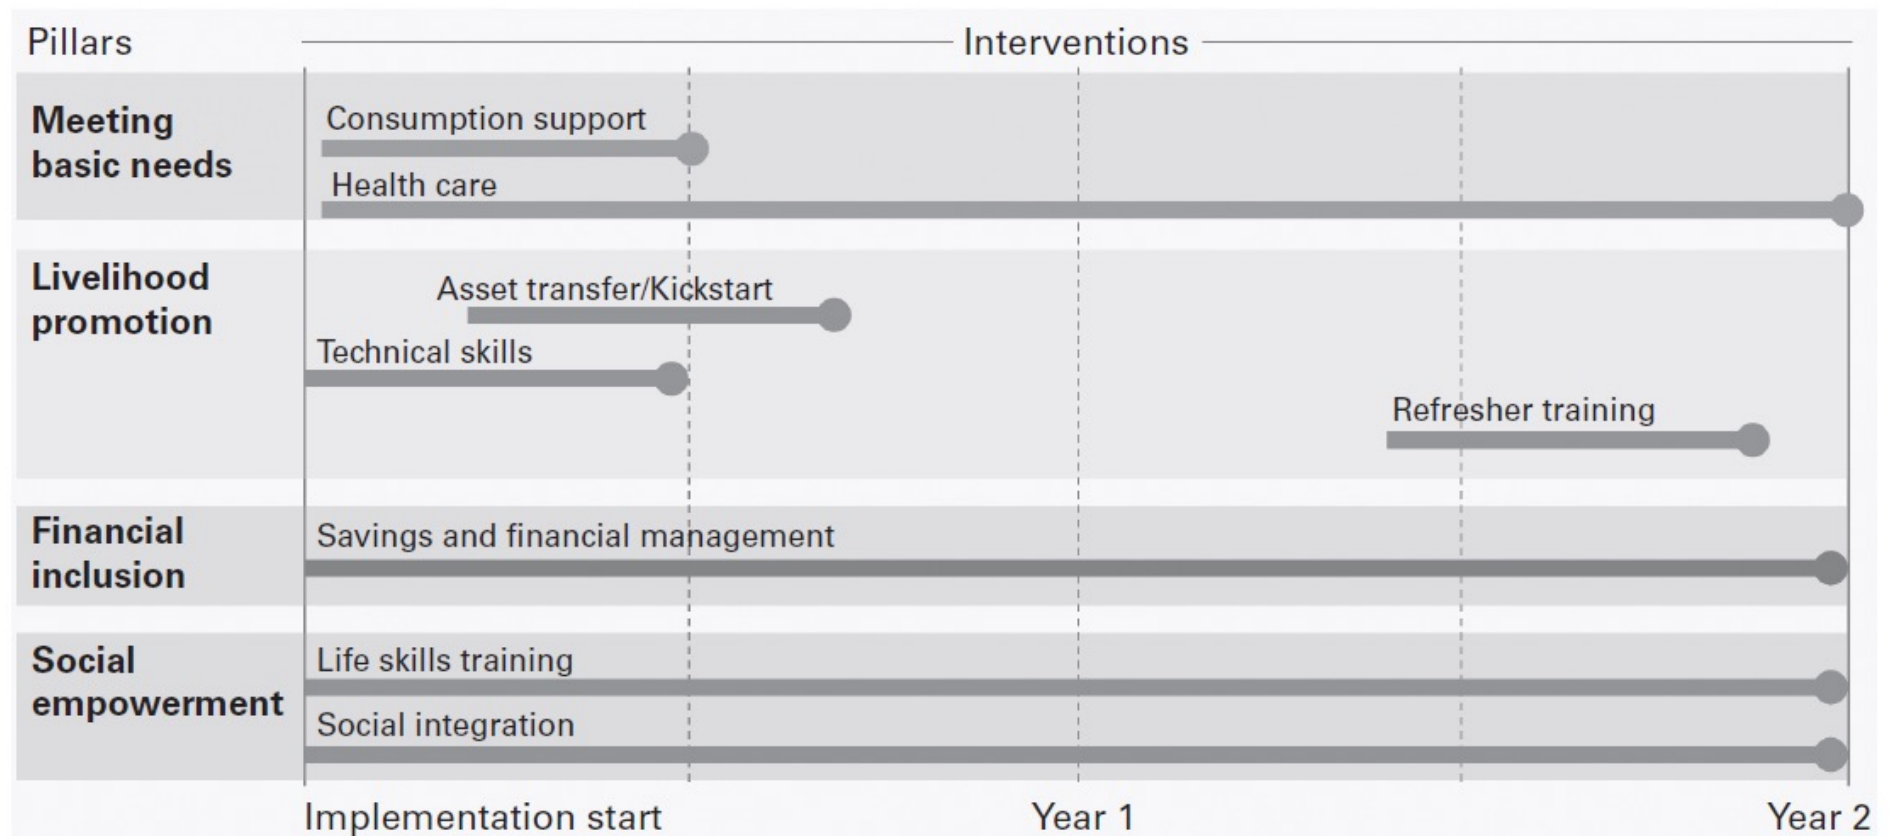 Pillars
Interventions
Meeting
basic needs
Consumption support
Health care
Livelihood
promotion
Asset transfer/Kickstart
Technical skills
Refresher training
Financial
inclusion
Savings and financial management
Social
empowerment
Life skills training
Social integration
Implementation start
Year 1
Year 2